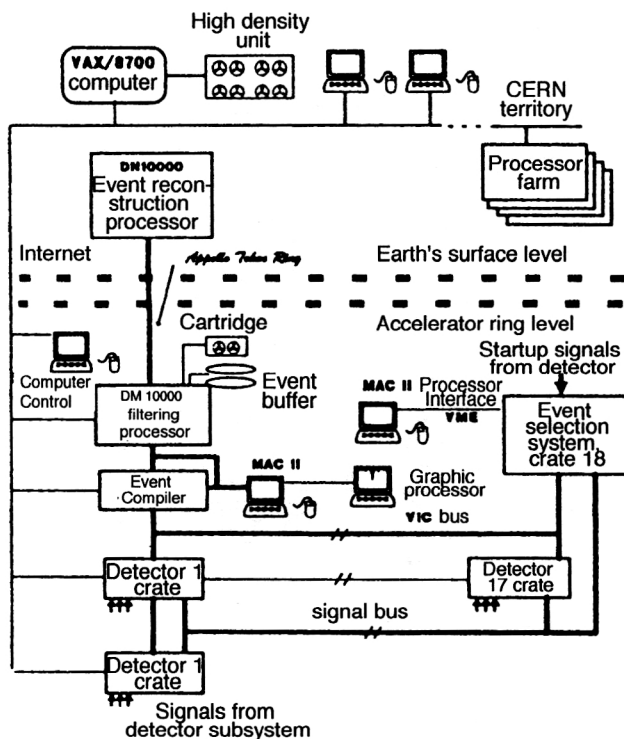 High density
unit
VAX/8700
computer
CERN
territory
Processor
farm
DN10000
Event recon-
struction
processor
Internet
Appollo Token Ring
Earth's surface level
Accelerator ring level
Cartridge
Startup signals
from detector
Computer
Control
Event
buffer
DM 10000
filtering
processor
MAC II
Processor
Interface
VME
Event
selection
system,
crate 18
Event
Compiler
MAC II
Graphic
processor
VIC bus
Detector 1
crate
Detector
17 crate
signal bus
Detector 1
crate
Signals from
detector subsystem